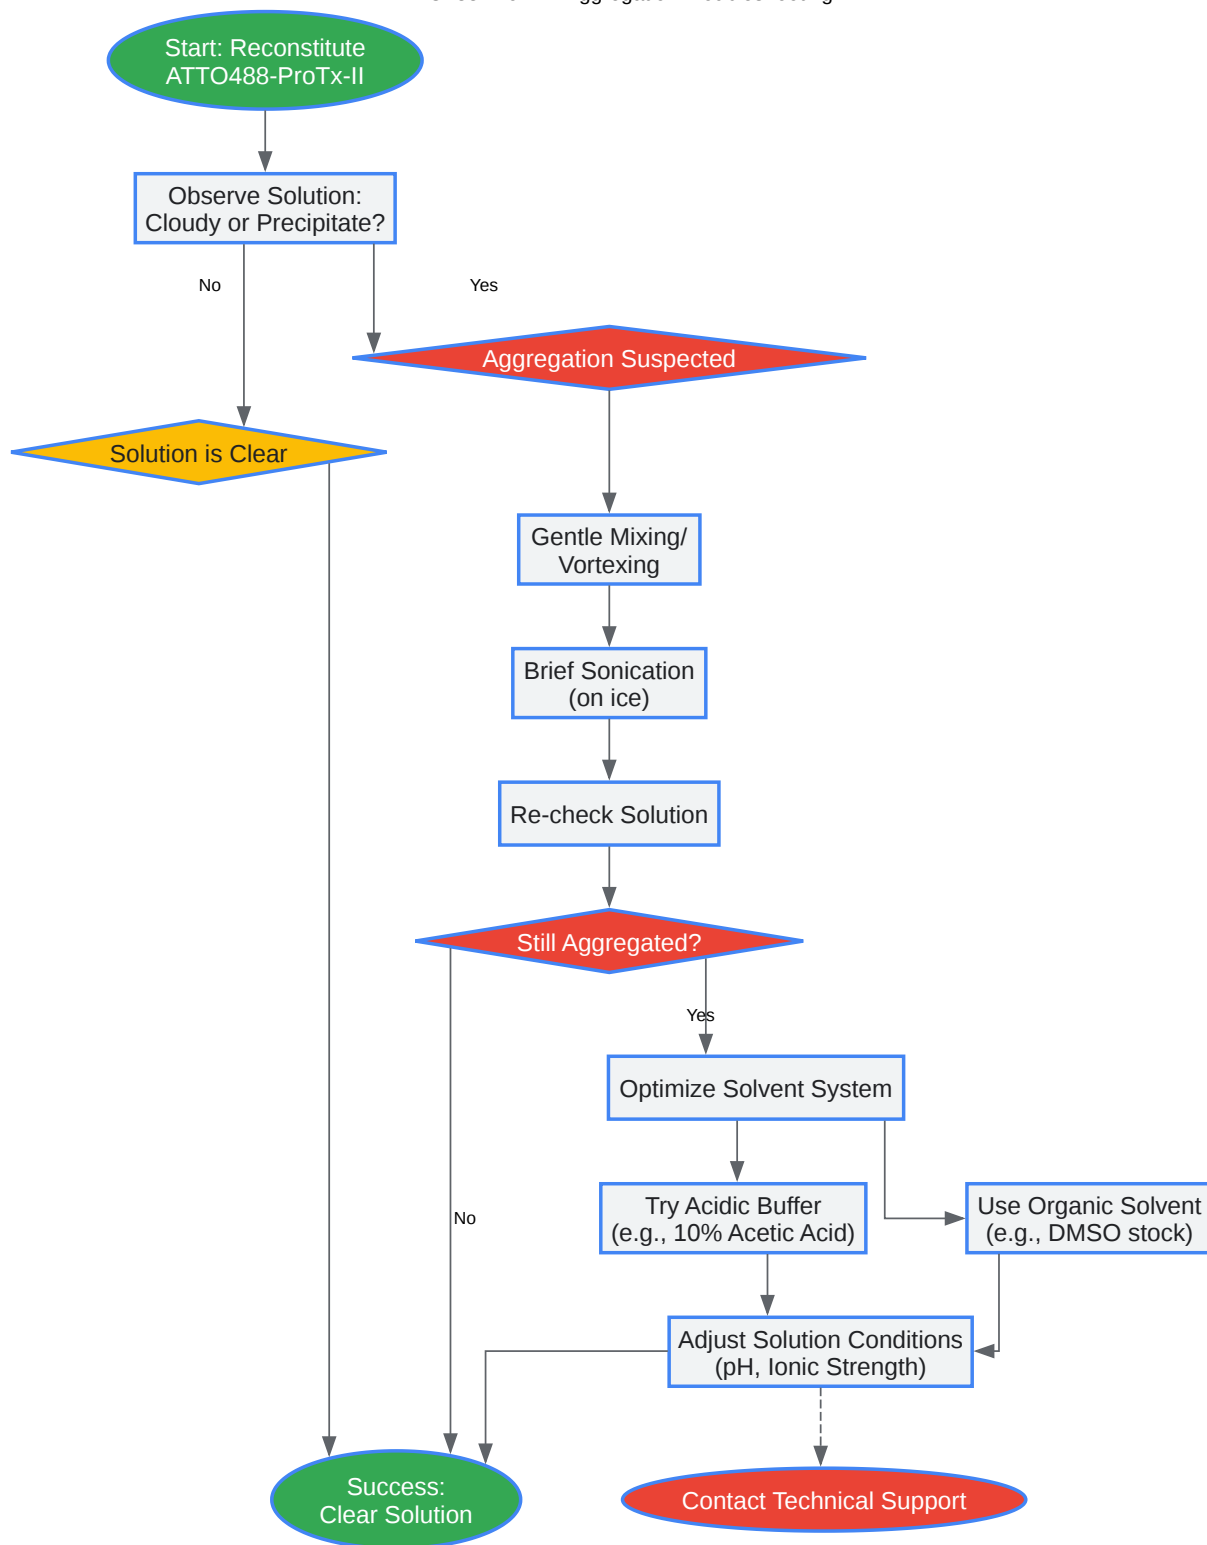 Start: Reconstitute
ATTO488-ProTx-II
Observe Solution:
Cloudy or Precipitate?
No
Yes
Aggregation Suspected
Solution is Clear
Gentle Mixing/
Vortexing
Brief Sonication
(on ice)
Re-check Solution
Still Aggregated?
Yes
Optimize Solvent System
Try Acidic Buffer
(e.g., 10% Acetic Acid)
Use Organic Solvent
(e.g., DMSO stock)
No
Adjust Solution Conditions
(pH, Ionic Strength)
Success:
Clear Solution
Contact Technical Support